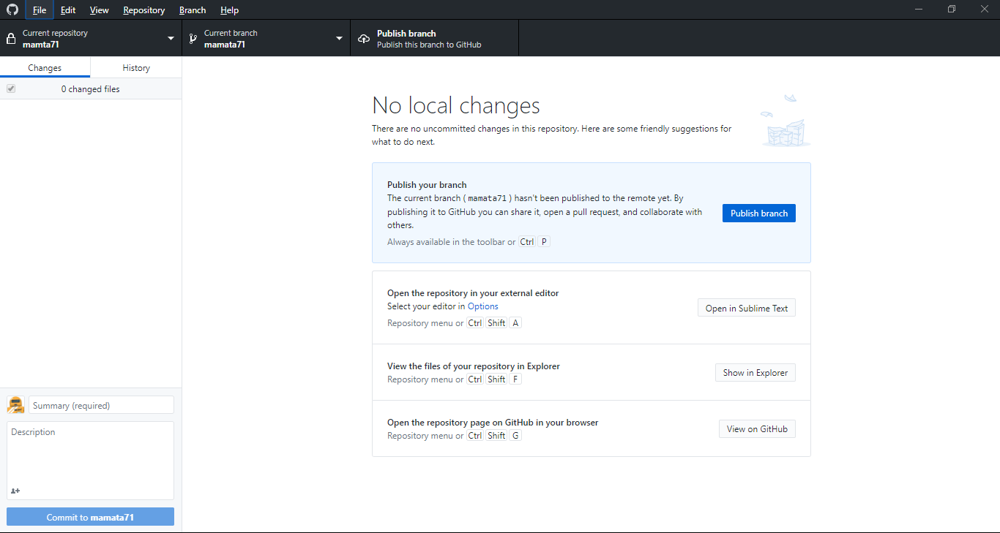 File Edit View Repository Branch Help
Current repository
mamta71
Current branch
mamata71
Publish branch
Publish this branch to GitHub
Changes History
0 changed files
No local changes
There are no uncommitted changes in this repository. Here are some friendly suggestions for
what to do next.
Publish your branch
The current branch ( mamata71 ) hasn't been published to the remote yet. By
publishing it to GitHub you can share it, open a pull request, and collaborate with
others.
Always available in the toolbar or Ctrl P
Publish branch
Open the repository in your external editor
Select your editor in Options
Repository menu or Ctrl Shift A
Open in Sublime Text
View the files of your repository in Explorer
Repository menu or Ctrl Shift F
Show in Explorer
Open the repository page on GitHub in your browser
Repository menu or Ctrl Shift G
View on GitHub
Summary (required)
Description
Commit to mamata71